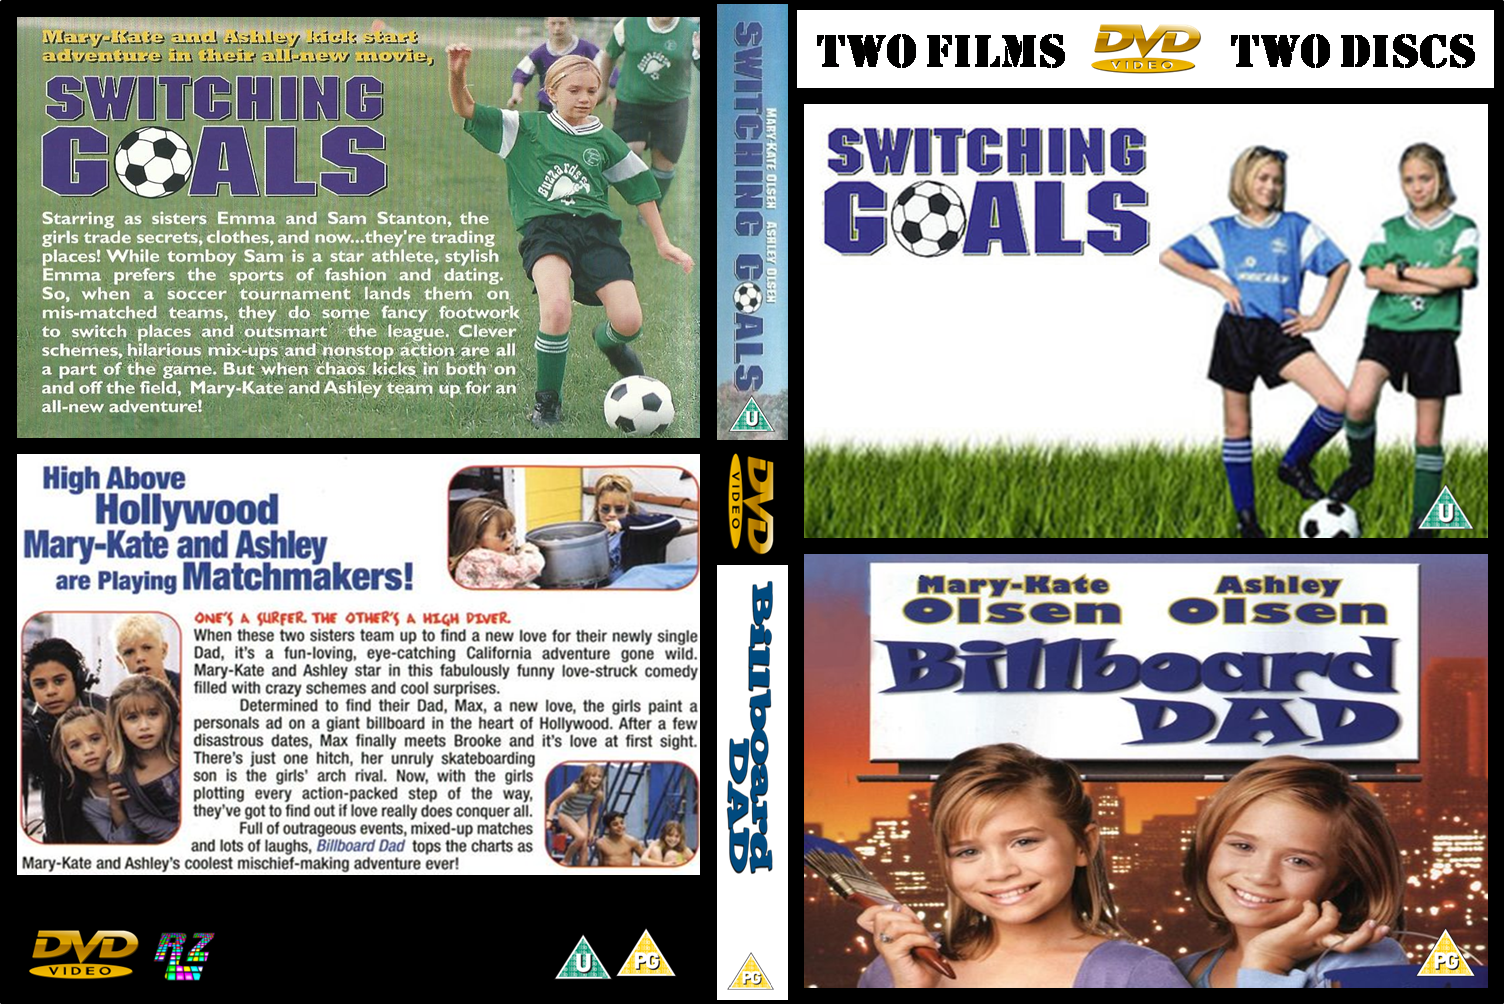 Mary-Kate and Ashley kick start
adventure in their all-new movie,
SWITCHING
GOALS
Buzzards
Starring as sisters Emma and Sam Stanton, the
girls trade secrets, clothes, and now...they're trading
places! While tomboy Sam is a star athlete, stylish
Emma prefers the sports of fashion and dating.
So, when a soccer tournament lands them on
mis-matched teams, they do some fancy footwork
to switch places and outsmart the league. Clever
schemes, hilarious mix-ups and nonstop action are all
a part of the game. But when chaos kicks in both on
and off the field, Mary-Kate and Ashley team up for an
all-new adventure!
High Above
Hollywood
Mary-Kate and Ashley
are Playing Matchmakers!
ONE'S A SURFER. THE OTHER'S A HIGH DIVER.
When these two sisters team up to find a new love for their newly single
Dad, it's a fun-loving, eye-catching California adventure gone wild.
Mary-Kate and Ashley star in this fabulously funny love-struck comedy
filled with crazy schemes and cool surprises.
Determined to find their Dad, Max, a new love, the girls paint a
personals ad on a giant billboard in the heart of Hollywood. After a few
disastrous dates, Max finally meets Brooke and it's love at first sight.
There's just one hitch, her unruly skateboarding
son is the girls' arch rival. Now, with the girls
plotting every action-packed step of the way,
they've got to find out if love really does conquer all.
Full of outrageous events, mixed-up matches
and lots of laughs, Billboard Dad tops the charts as
Mary-Kate and Ashley's coolest mischief-making adventure ever!
DVD
VIDEO
RZ
U
PG
SWITCHING GOALS
MARY-KATE OLSEN ASHLEY OLSEN
U
DVD
VIDEO
Billboard
DAD
PG
TWO FILMS
DVD
VIDEO
TWO DISCS
SWITCHING
GOALS
U
Mary-Kate Ashley
Olsen Olsen
Billboard
DAD
PG